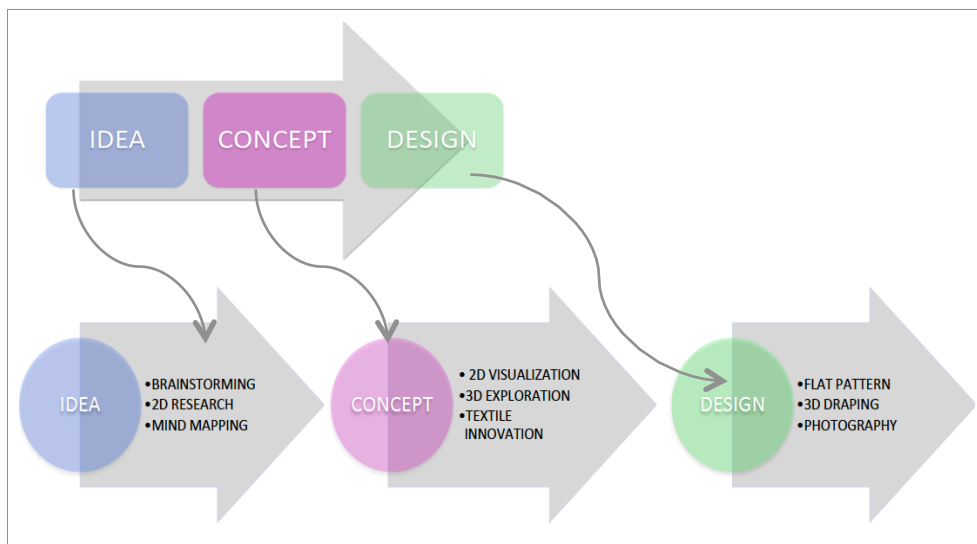 IDEA
CONCEPT
DESIGN
IDEA
•BRAINSTORMING
•2D RESEARCH
•MIND MAPPING
CONCEPT
• 2D VISUALIZATION
•3D EXPLORATION
•TEXTILE
INNOVATION
DESIGN
•FLAT PATTERN
•3D DRAPING
•PHOTOGRAPHY